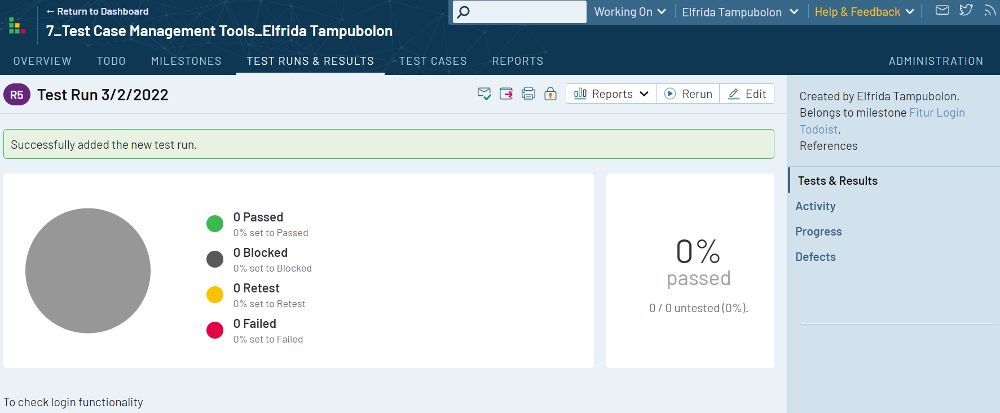 ← Return to Dashboard
7_Test Case Management Tools_Elfrida Tampubolon
Working On
Elfrida Tampubolon
Help & Feedback
OVERVIEW
TODO
MILESTONES
TEST RUNS & RESULTS
TEST CASES
REPORTS
ADMINISTRATION
R5
Test Run 3/2/2022
Reports
Rerun
Edit
Successfully added the new test run.
0 Passed
0% set to Passed
0 Blocked
0% set to Blocked
0 Retest
0% set to Retest
0 Failed
0% set to Failed
0%
passed
0 / 0 untested (0%).
To check login functionality
Created by Elfrida Tampubolon.
Belongs to milestone Fitur Login
Todoist.
References
Tests & Results
Activity
Progress
Defects